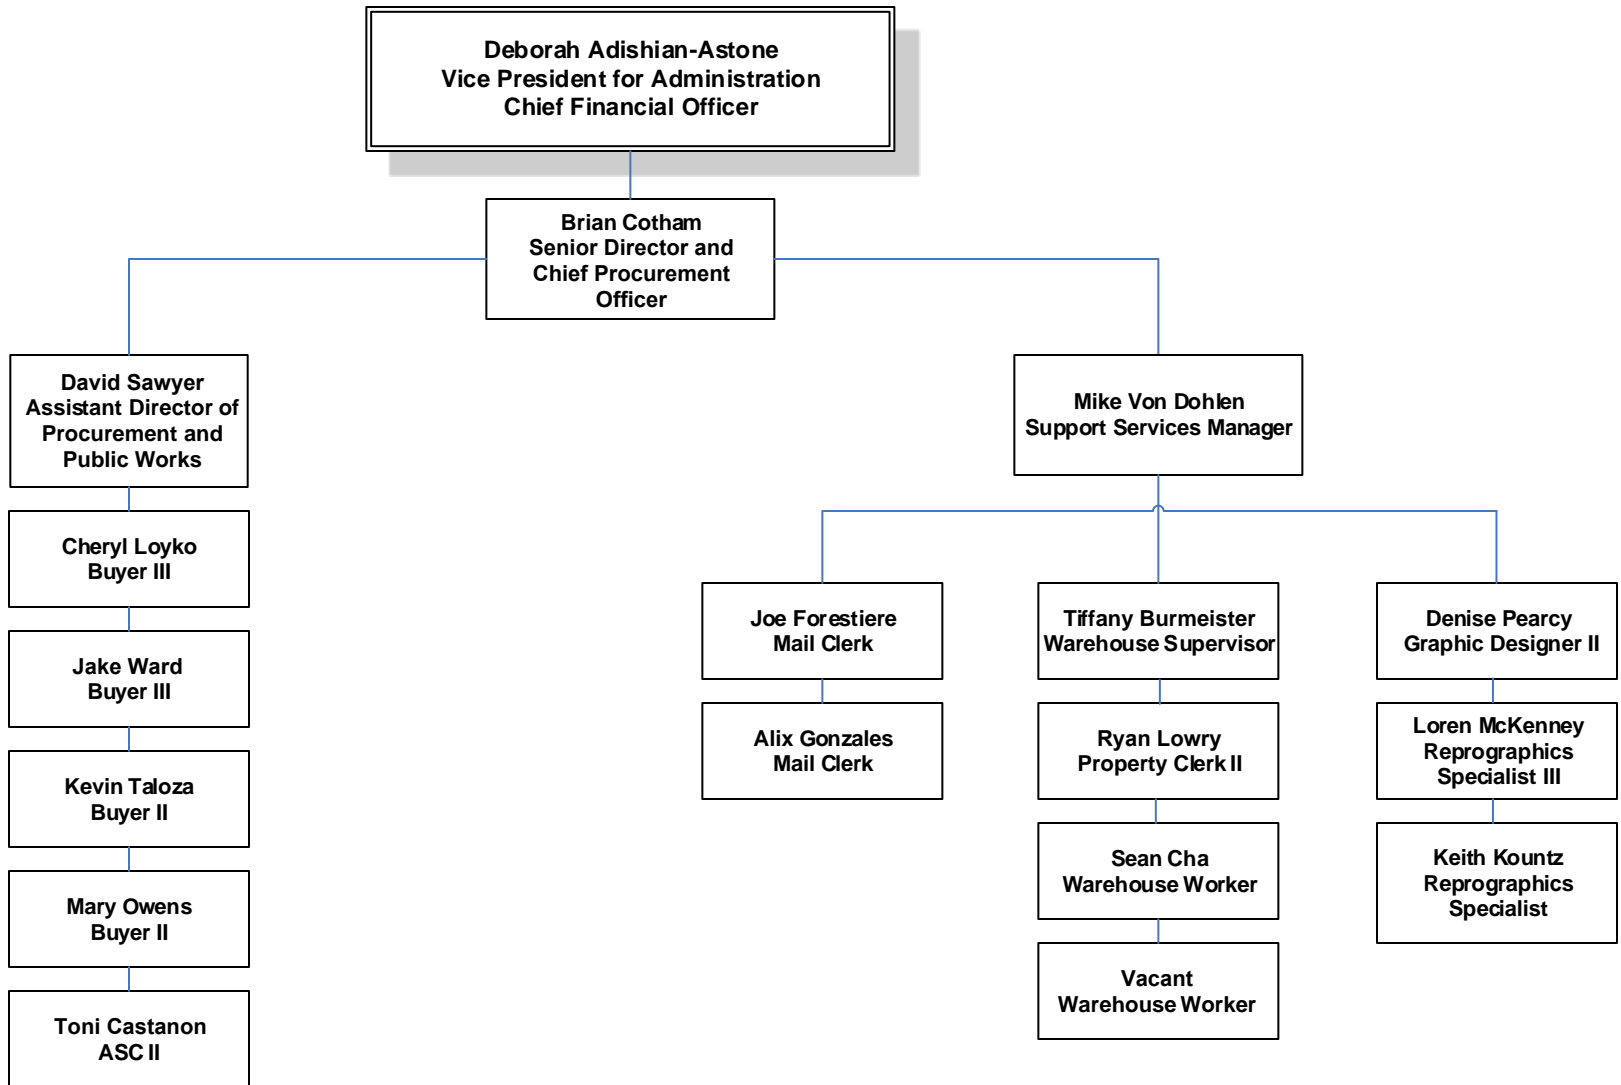 Deborah Adishian-Astone
Vice President for Administration
Chief Financial Officer
Brian Cotham
Senior Director and
Chief Procurement
Officer
David Sawyer
Assistant Director of
Procurement and
Public Works
Cheryl Loyko
Buyer III
Jake Ward
Buyer III
Kevin Taloza
Buyer II
Mary Owens
Buyer II
Toni Castanon
ASC II
Mike Von Dohlen
Support Services Manager
Joe Forestiere
Mail Clerk
Alix Gonzales
Mail Clerk
Tiffany Burmeister
Warehouse Supervisor
Ryan Lowry
Property Clerk II
Sean Cha
Warehouse Worker
Vacant
Warehouse Worker
Denise Pearcy
Graphic Designer II
Loren McKenney
Reprographics
Specialist III
Keith Kountz
Reprographics
Specialist